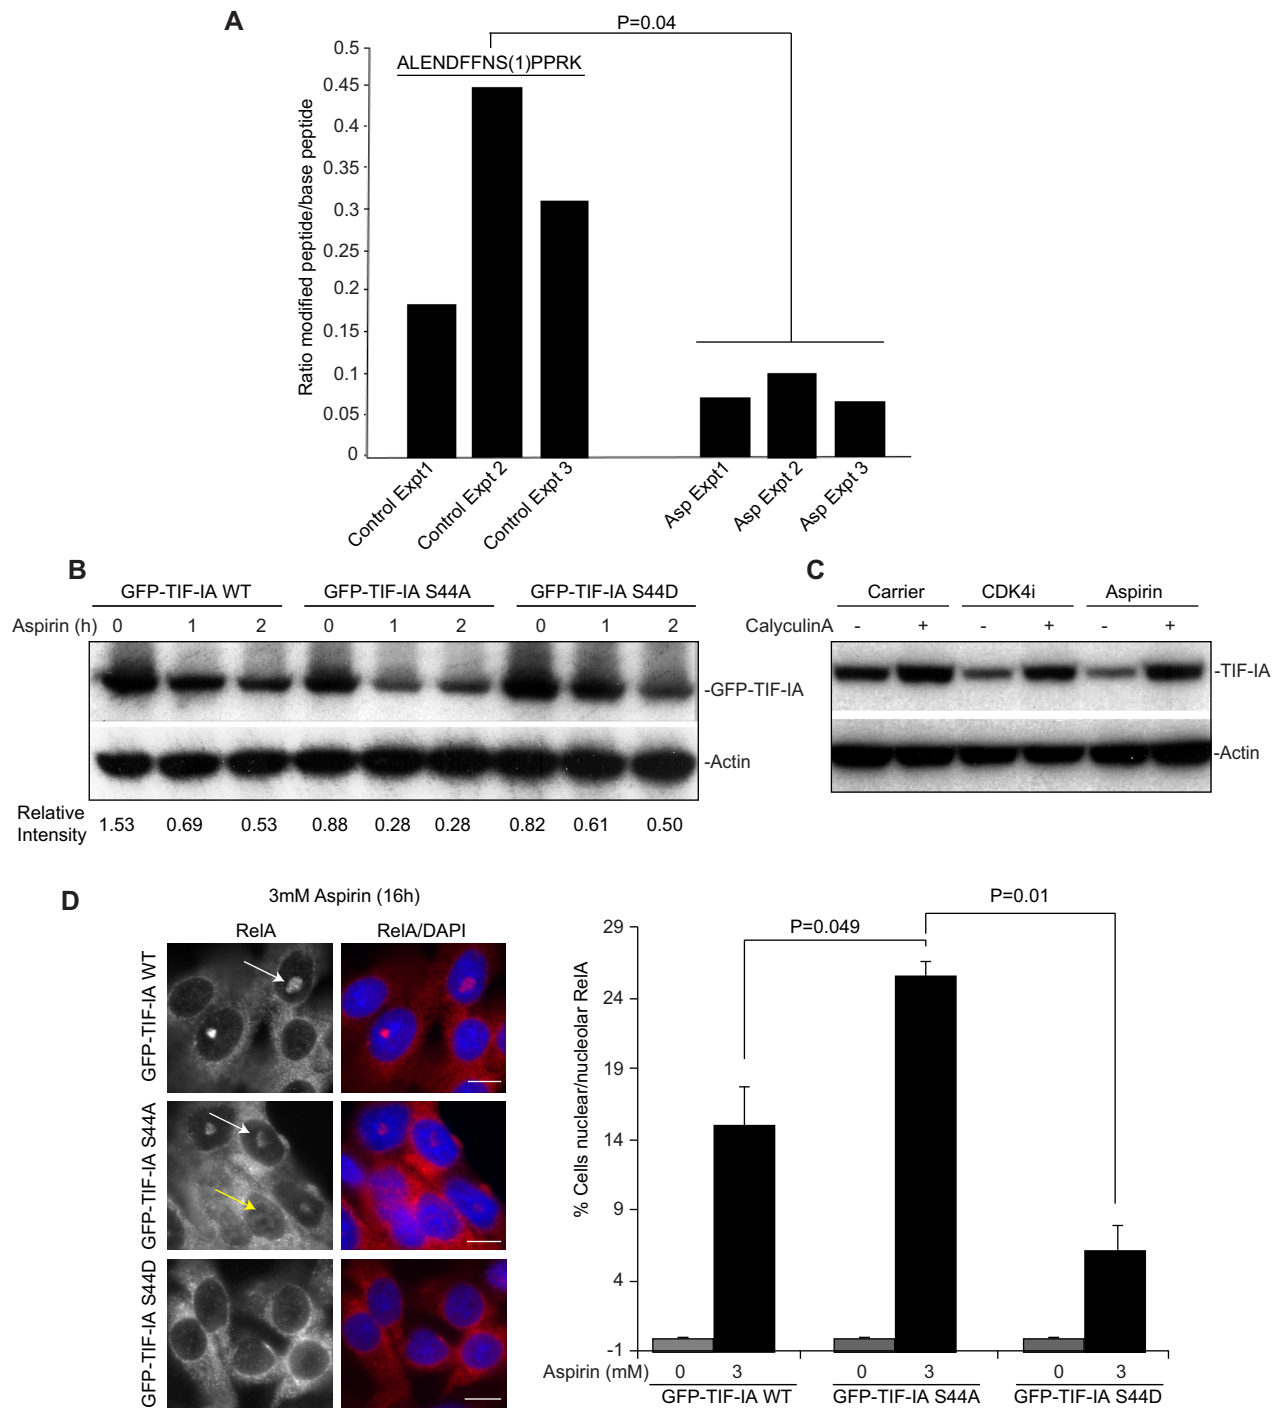 A
P=0.04
ALENDFFNS(1)PPRK
Ratio modified peptide/base peptide
0.5
0.45
0.4
0.35
0.3
0.25
0.2
0.15
0.1
0.05
0
Control Expt1
Control Expt 2
Control Expt 3
Asp Expt1
Asp Expt 2
Asp Expt 3
B
GFP-TIF-IA WT GFP-TIF-IA S44A GFP-TIF-IA S44D
Aspirin (h) 0 1 2 0 1 2 0 1 2
-GFP-TIF-IA
-Actin
Relative
Intensity
1.53 0.69 0.53 0.88 0.28 0.28 0.82 0.61 0.50
C
Carrier CDK4i Aspirin
CalyculinA - + - + - +
-TIF-IA
-Actin
D
3mM Aspirin (16h)
RelA RelA/DAPI
GFP-TIF-IA WT
GFP-TIF-IA S44A
GFP-TIF-IA S44D
P=0.01
P=0.049
% Cells nuclear/nucleolar RelA
29
24
19
14
9
4
-1
Aspirin (mM) 0 3 0 3 0 3
GFP-TIF-IA WT GFP-TIF-IA S44A GFP-TIF-IA S44D